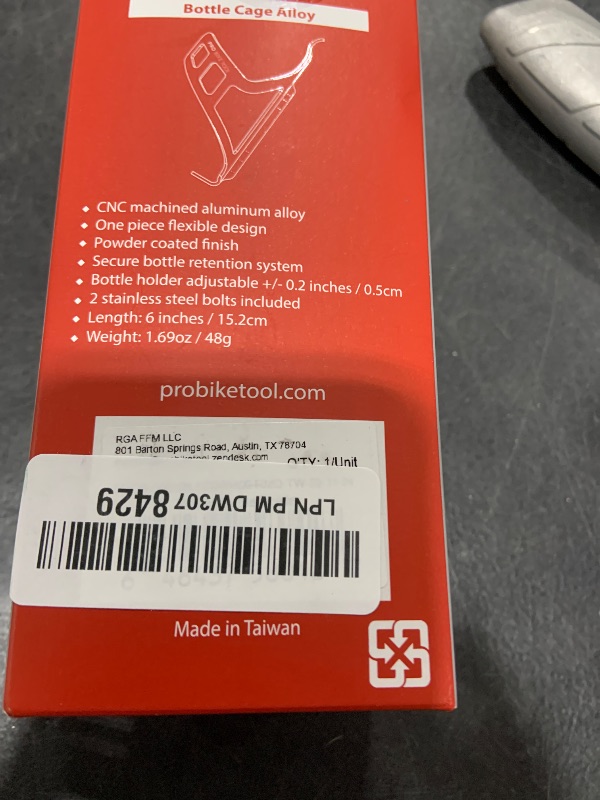 Bottle Cage Alloy
CNC machined aluminum alloy
One piece flexible design
Powder coated finish
Secure bottle retention system
Bottle holder adjustable +/- 0.2 inches / 0.5cm
2 stainless steel bolts included
Length: 6 inches / 15.2cm
Weight: 1.69oz / 48g
probiketool.com
RGA FFM LLC
801 Barton Springs Road, Austin, TX 78704
Q'TY: 1/Unit
LPN PM DW307 8429
Made in Taiwan